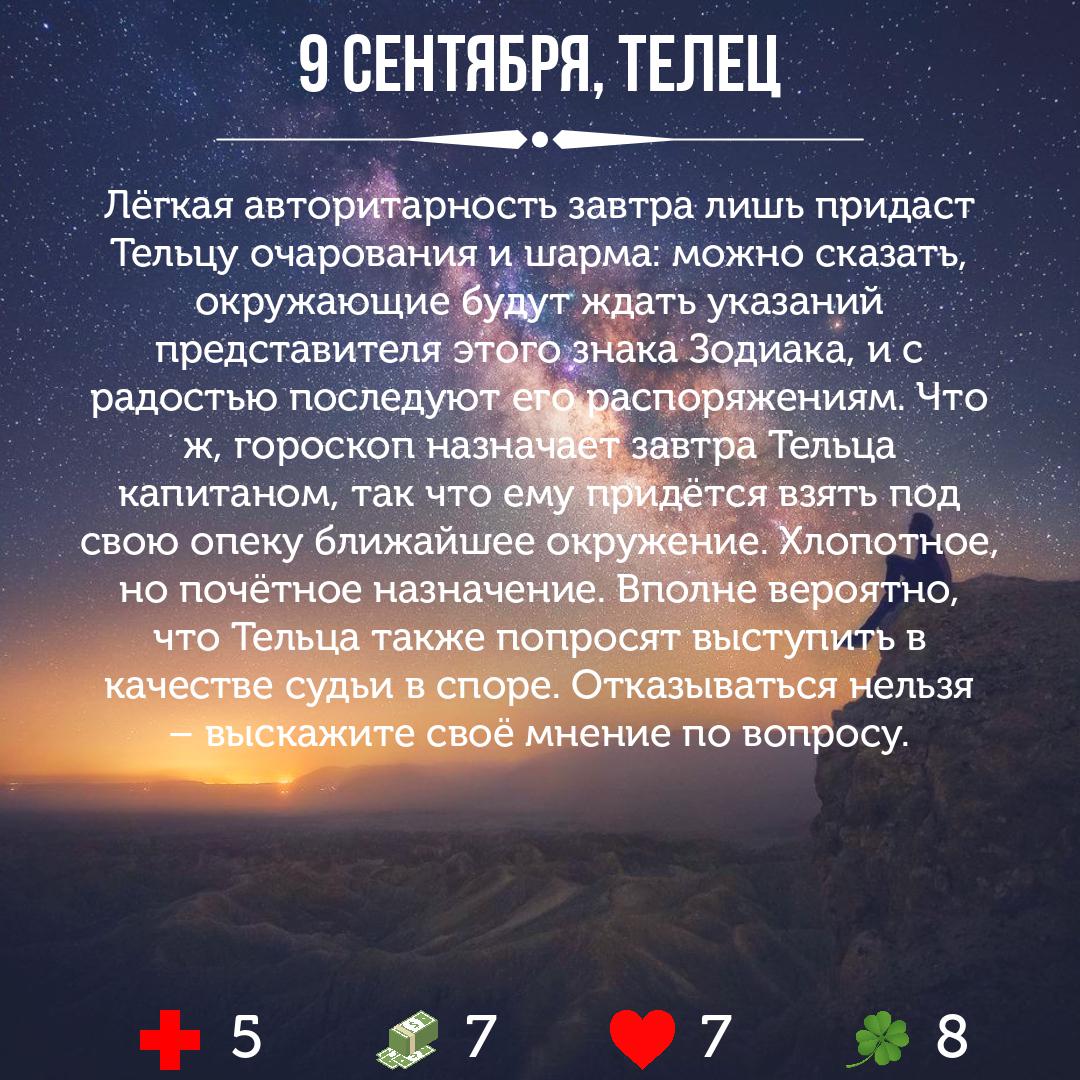 9 СЕНТЯБРЯ, ТЕЛЕЦ
Лёгкая авторитарность завтра лишь придаст
Тельцу очарования и шарма: можно сказать,
окружающие будут ждать указаний
представителя этого знака Зодиака, и с
радостью последуют его распоряжениям. Что
ж, гороскоп назначает завтра Тельца
капитаном, так что ему придётся взять под
свою опеку ближайшее окружение. Хлопотное,
но почётное назначение. Вполне вероятно,
что Тельца также попросят выступить в
качестве судьи в споре. Отказываться нельзя
– выскажите своё мнение по вопросу.
5 7 7 8